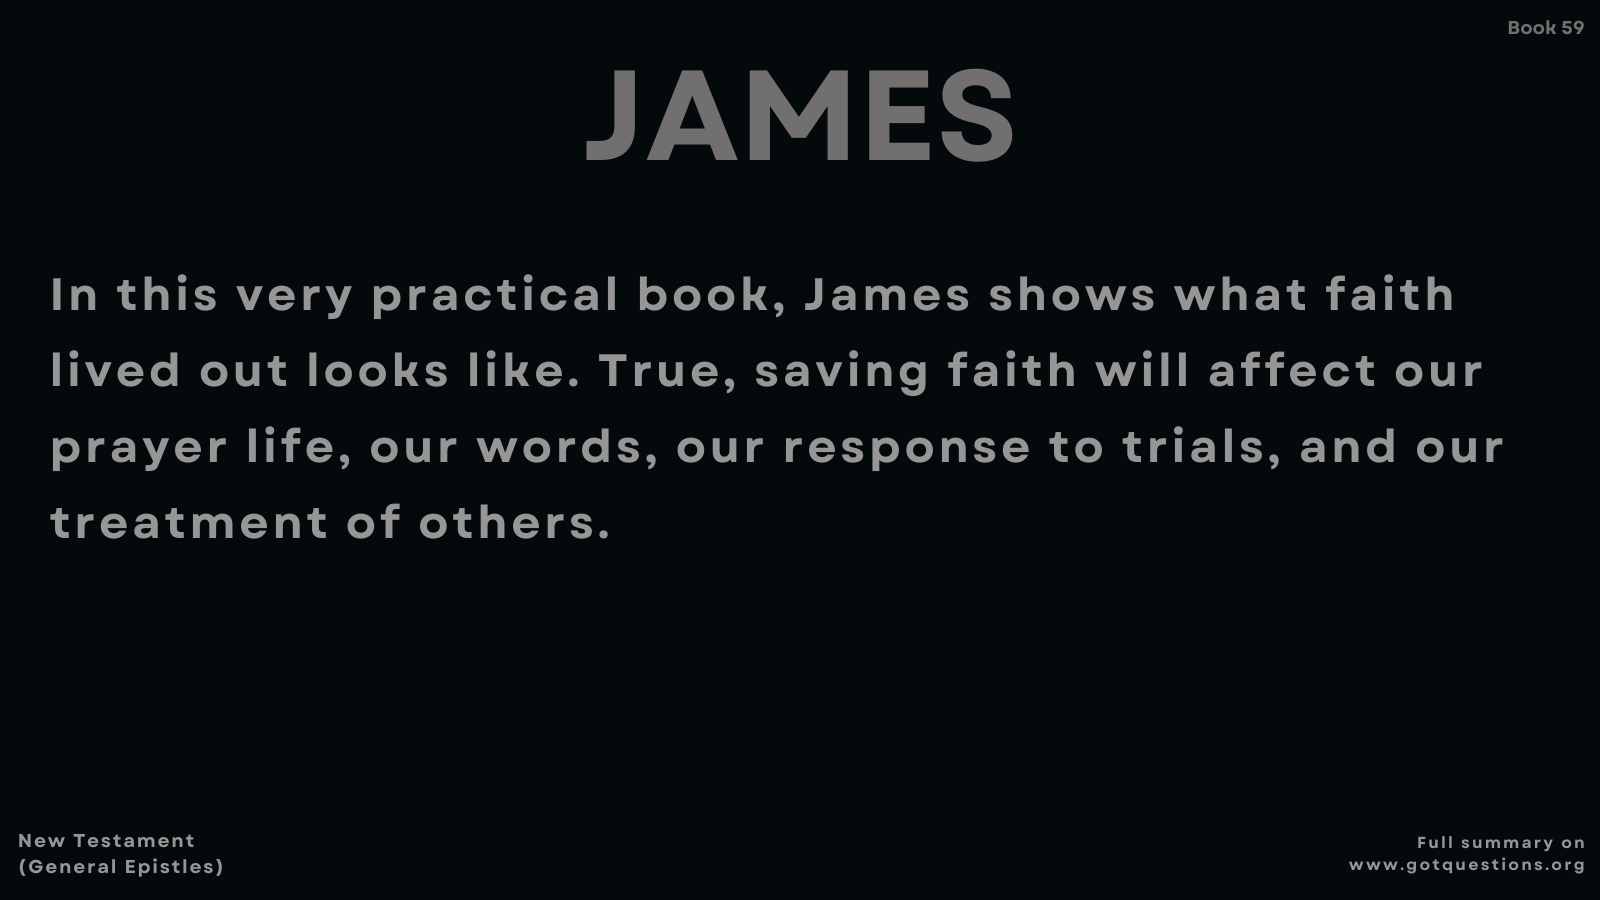 Book 59
JAMES
In this very practical book, James shows what faith
lived out looks like. True, saving faith will affect our
prayer life, our words, our response to trials, and our
treatment of others.
New Testament
(General Epistles)
Full summary on
www.gotquestions.org